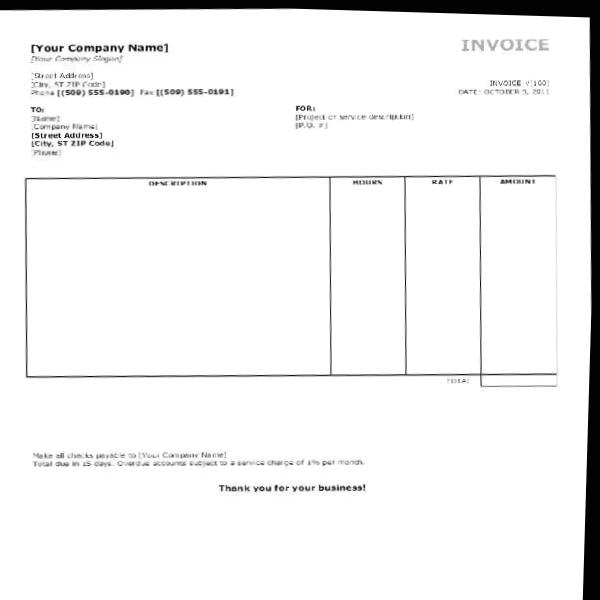 [Your Company Name]
INVOICE
[Your Company Slogan]
[Street Address]
[City, ST ZIP Code]
Phone [(509) 555-0190] Fax [(509) 555-0191]
INVOICE #[100]
DATE: OCTOBER 5, 2011
TO:
[Name]
[Company Name]
[Street Address]
[City, ST ZIP Code]
[Phone]
FOR:
[Project or service description]
[P.O. #]
DESCRIPTION HOURS RATE AMOUNT
TOTAL
Make all checks payable to [Your Company Name]
Total due in 15 days. Overdue accounts subject to a service charge of 1% per month.
Thank you for your business!